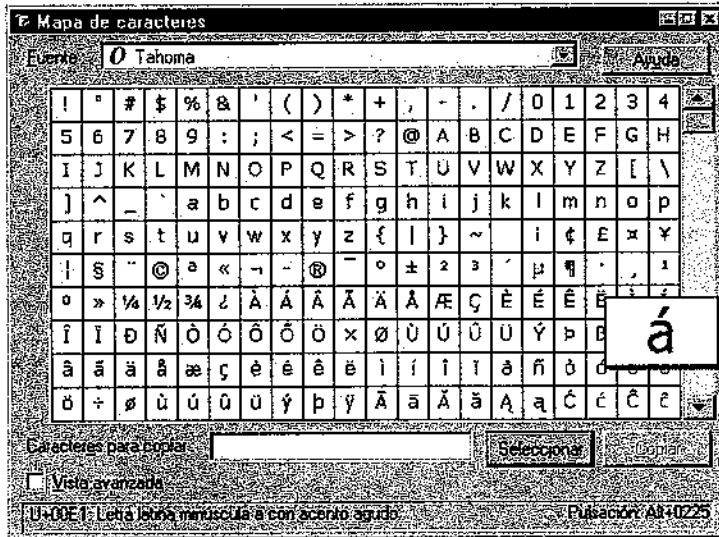 Mapa de caracteres
Fuente: O Tahoma Ayuda
! " # $ % & ' ( ) * + , - . / 0 1 2 3 4
5 6 7 8 9 : ; < = > ? @ A B C D E F G H
I J K L M N O P Q R S T U V W X Y Z [ \
] ^ _ ` a b c d e f g h i j k l m n o p
q r s t u v w x y z { | } ~ ¡ ¢ £ ¤ ¥
¦ § ¨ © ª « ¬ - ® ¯ ° ± ² ³ ´ µ ¶ · ¸ ¹
º » ¼ ½ ¾ ¿ À Á Â Ã Ä Å Æ Ç È É Ê Ë
Î Ï Ð Ñ Ò Ó Ô Õ Ö × Ø Ù Ú Û Ü Ý Þ ß á
â ã ä å æ ç è é ê ë ì í î ï ð ñ ò ó
ö ÷ ø ù ú û ü ý þ ÿ Ā ā Ă ă Ą ą Ć ć Ĉ ĉ
Caracteres para copiar: Seleccionar Copiar
Vista avanzada
U+00E1: Letra latina minúscula a con acento agudo Pulsación: Alt+0225